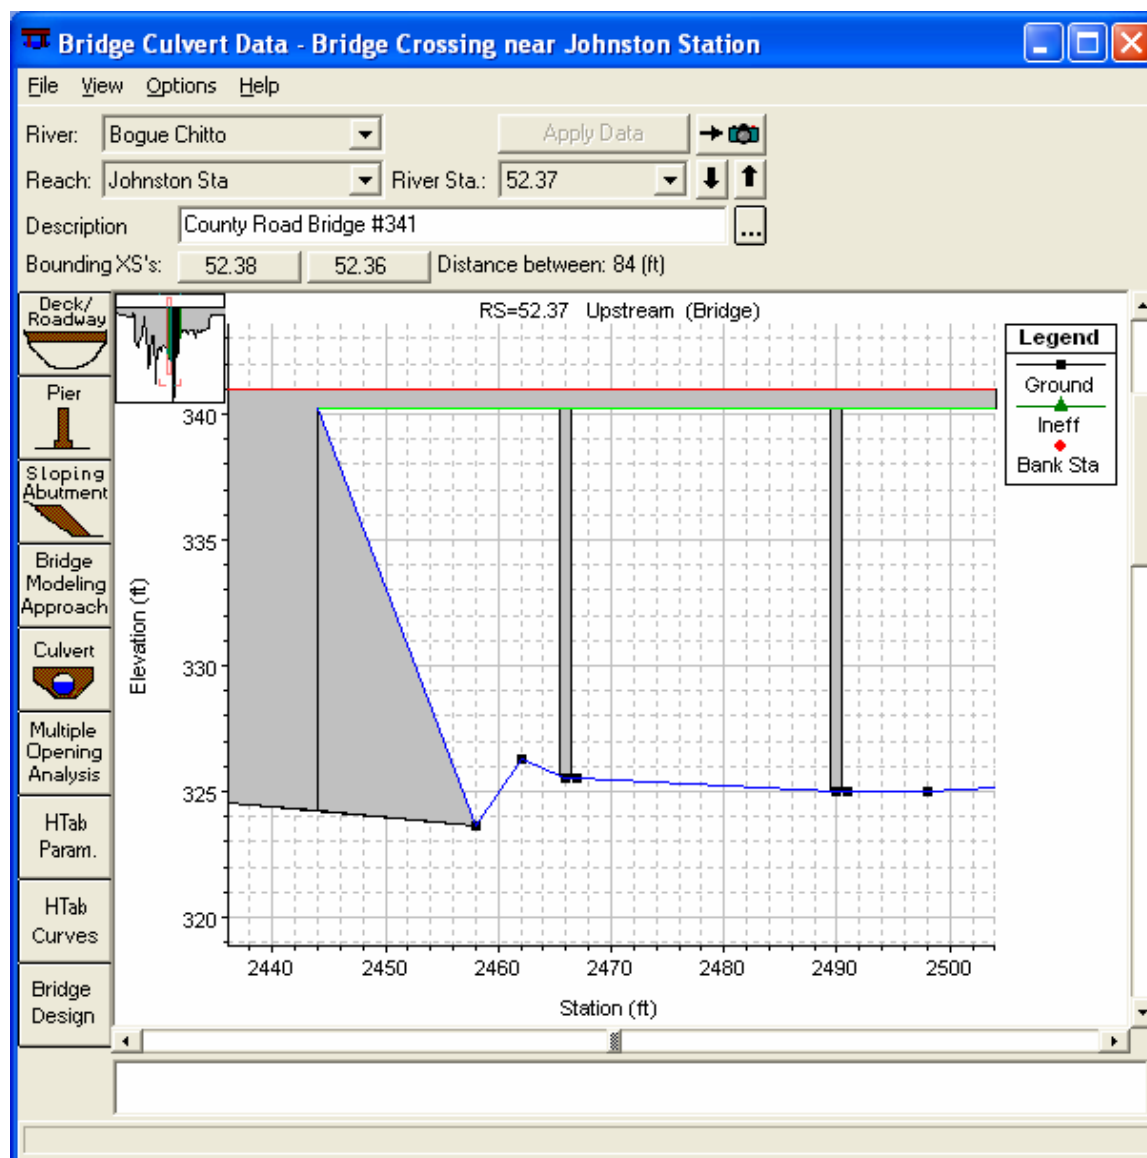 Bridge Culvert Data - Bridge Crossing near Johnston Station
File View Options Help
River: Bogue Chitto Apply Data
Reach: Johnston Sta River Sta.: 52.37
Description County Road Bridge #341 ...
Bounding XS's: 52.38 52.36 Distance between: 84 (ft)
Deck/
Roadway
Pier
Sloping
Abutment
Bridge
Modeling
Approach
Culvert
Multiple
Opening
Analysis
HTab
Param.
HTab
Curves
Bridge
Design
RS=52.37 Upstream (Bridge)
Legend
Ground
Ineff
Bank Sta
Elevation (ft)
340
335
330
325
320
2440 2450 2460 2470 2480 2490 2500
Station (ft)